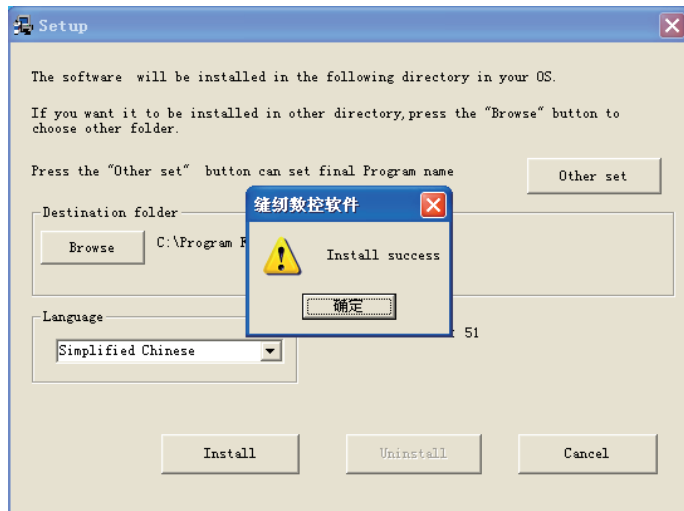 Setup
The software will be installed in the following directory in your OS.
If you want it to be installed in other directory,press the "Browse" button to
choose other folder.
Press the "Other set" button can set final Program name
Other set
Destination folder
Browse
C:\Program
缝纫数控软件
Install success
确定
Language
Simplified Chinese
51
Install
Uninstall
Cancel